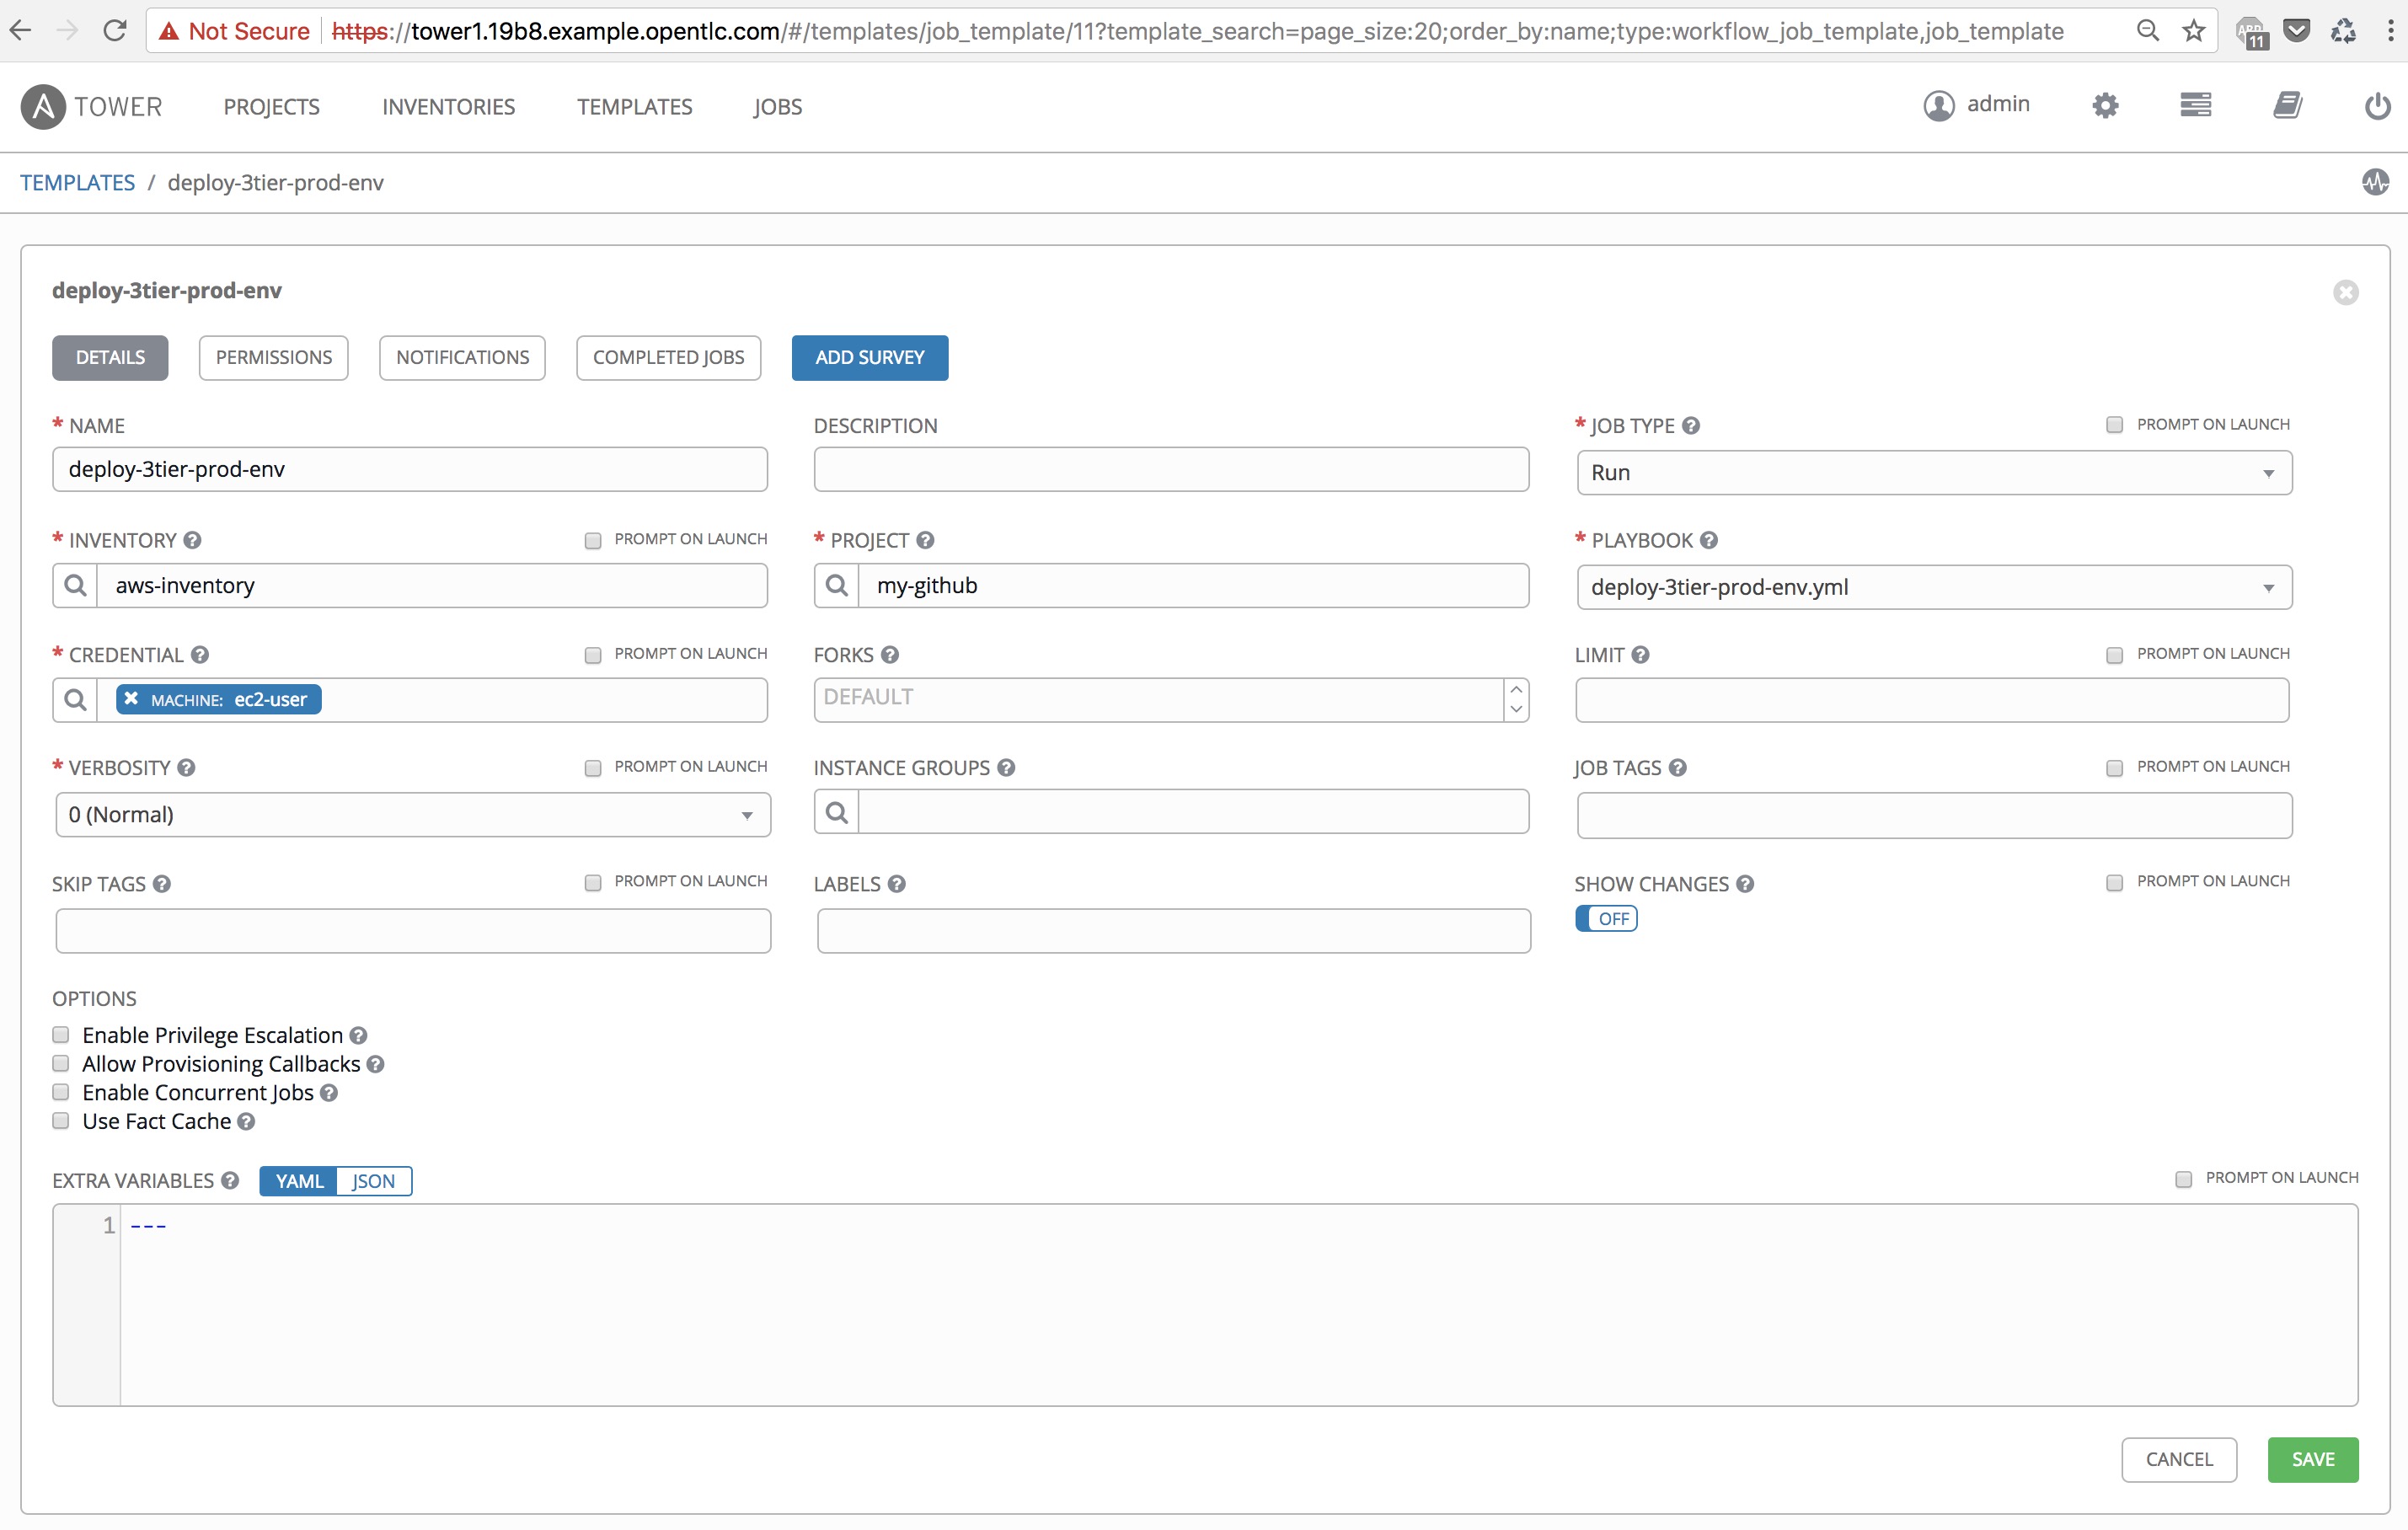 Not Secure https://tower1.19b8.example.opentlc.com/#/templates/job_template/11?template_search=page_size:20;order_by:name;type:workflow_job_template,job_template
11
A TOWER PROJECTS INVENTORIES TEMPLATES JOBS admin
TEMPLATES / deploy-3tier-prod-env
deploy-3tier-prod-env
DETAILS PERMISSIONS NOTIFICATIONS COMPLETED JOBS ADD SURVEY
* NAME DESCRIPTION * JOB TYPE ? PROMPT ON LAUNCH
deploy-3tier-prod-env Run
* INVENTORY ? PROMPT ON LAUNCH * PROJECT ? * PLAYBOOK ?
aws-inventory my-github deploy-3tier-prod-env.yml
* CREDENTIAL ? PROMPT ON LAUNCH FORKS ? LIMIT ? PROMPT ON LAUNCH
MACHINE: ec2-user DEFAULT
* VERBOSITY ? PROMPT ON LAUNCH INSTANCE GROUPS ? JOB TAGS ? PROMPT ON LAUNCH
0 (Normal)
SKIP TAGS ? PROMPT ON LAUNCH LABELS ? SHOW CHANGES ? PROMPT ON LAUNCH
OFF
OPTIONS
Enable Privilege Escalation ?
Allow Provisioning Callbacks ?
Enable Concurrent Jobs ?
Use Fact Cache ?
EXTRA VARIABLES ? YAML JSON PROMPT ON LAUNCH
1 ---
CANCEL SAVE